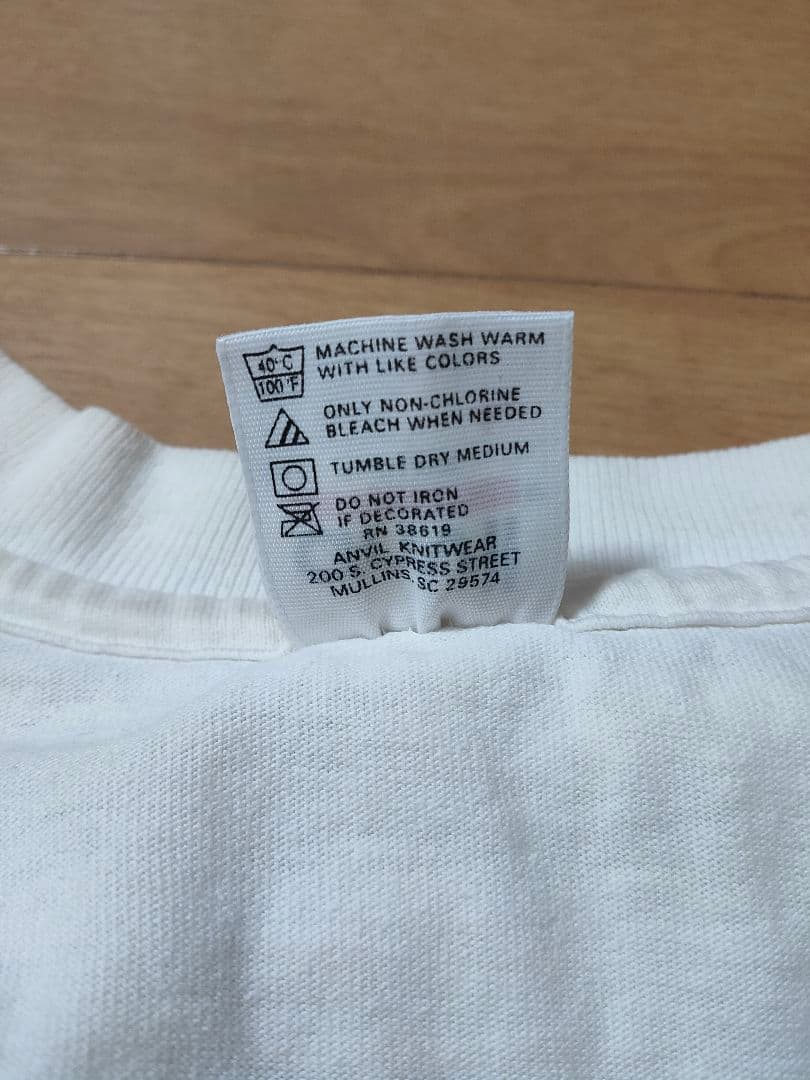 40°C
100°F
MACHINE WASH WARM
WITH LIKE COLORS
ONLY NON-CHLORINE
BLEACH WHEN NEEDED
TUMBLE DRY MEDIUM
DO NOT IRON
IF DECORATED
RN 38619
ANVIL KNITWEAR
200 S. CYPRESS STREET
MULLINS, SC 29574